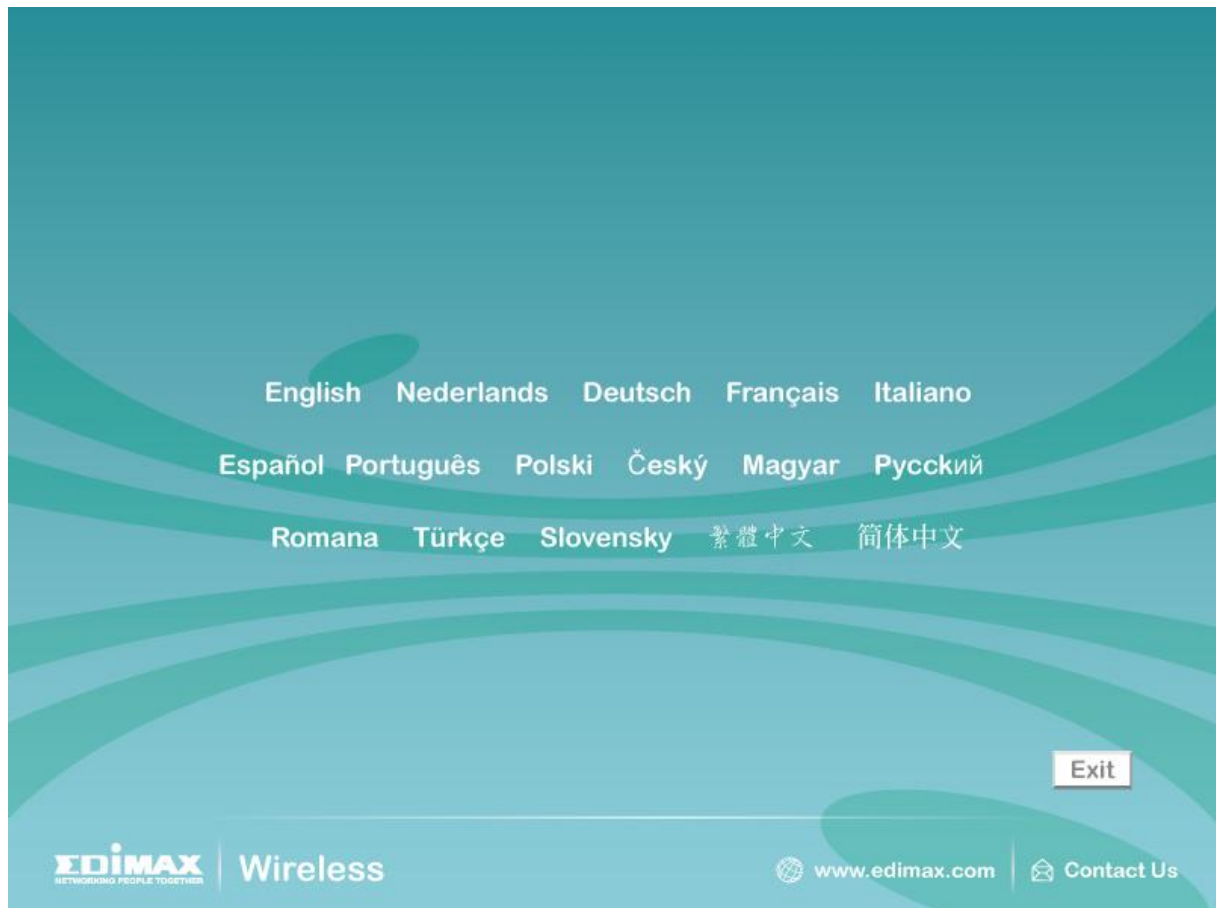 English Nederlands Deutsch Français Italiano
Español Português Polski Český Magyar Русский
Romana Türkçe Slovensky 繁體中文 简体中文
Exit
EDIMAX Wireless www.edimax.com Contact Us
NETWORKING PEOPLE TOGETHER